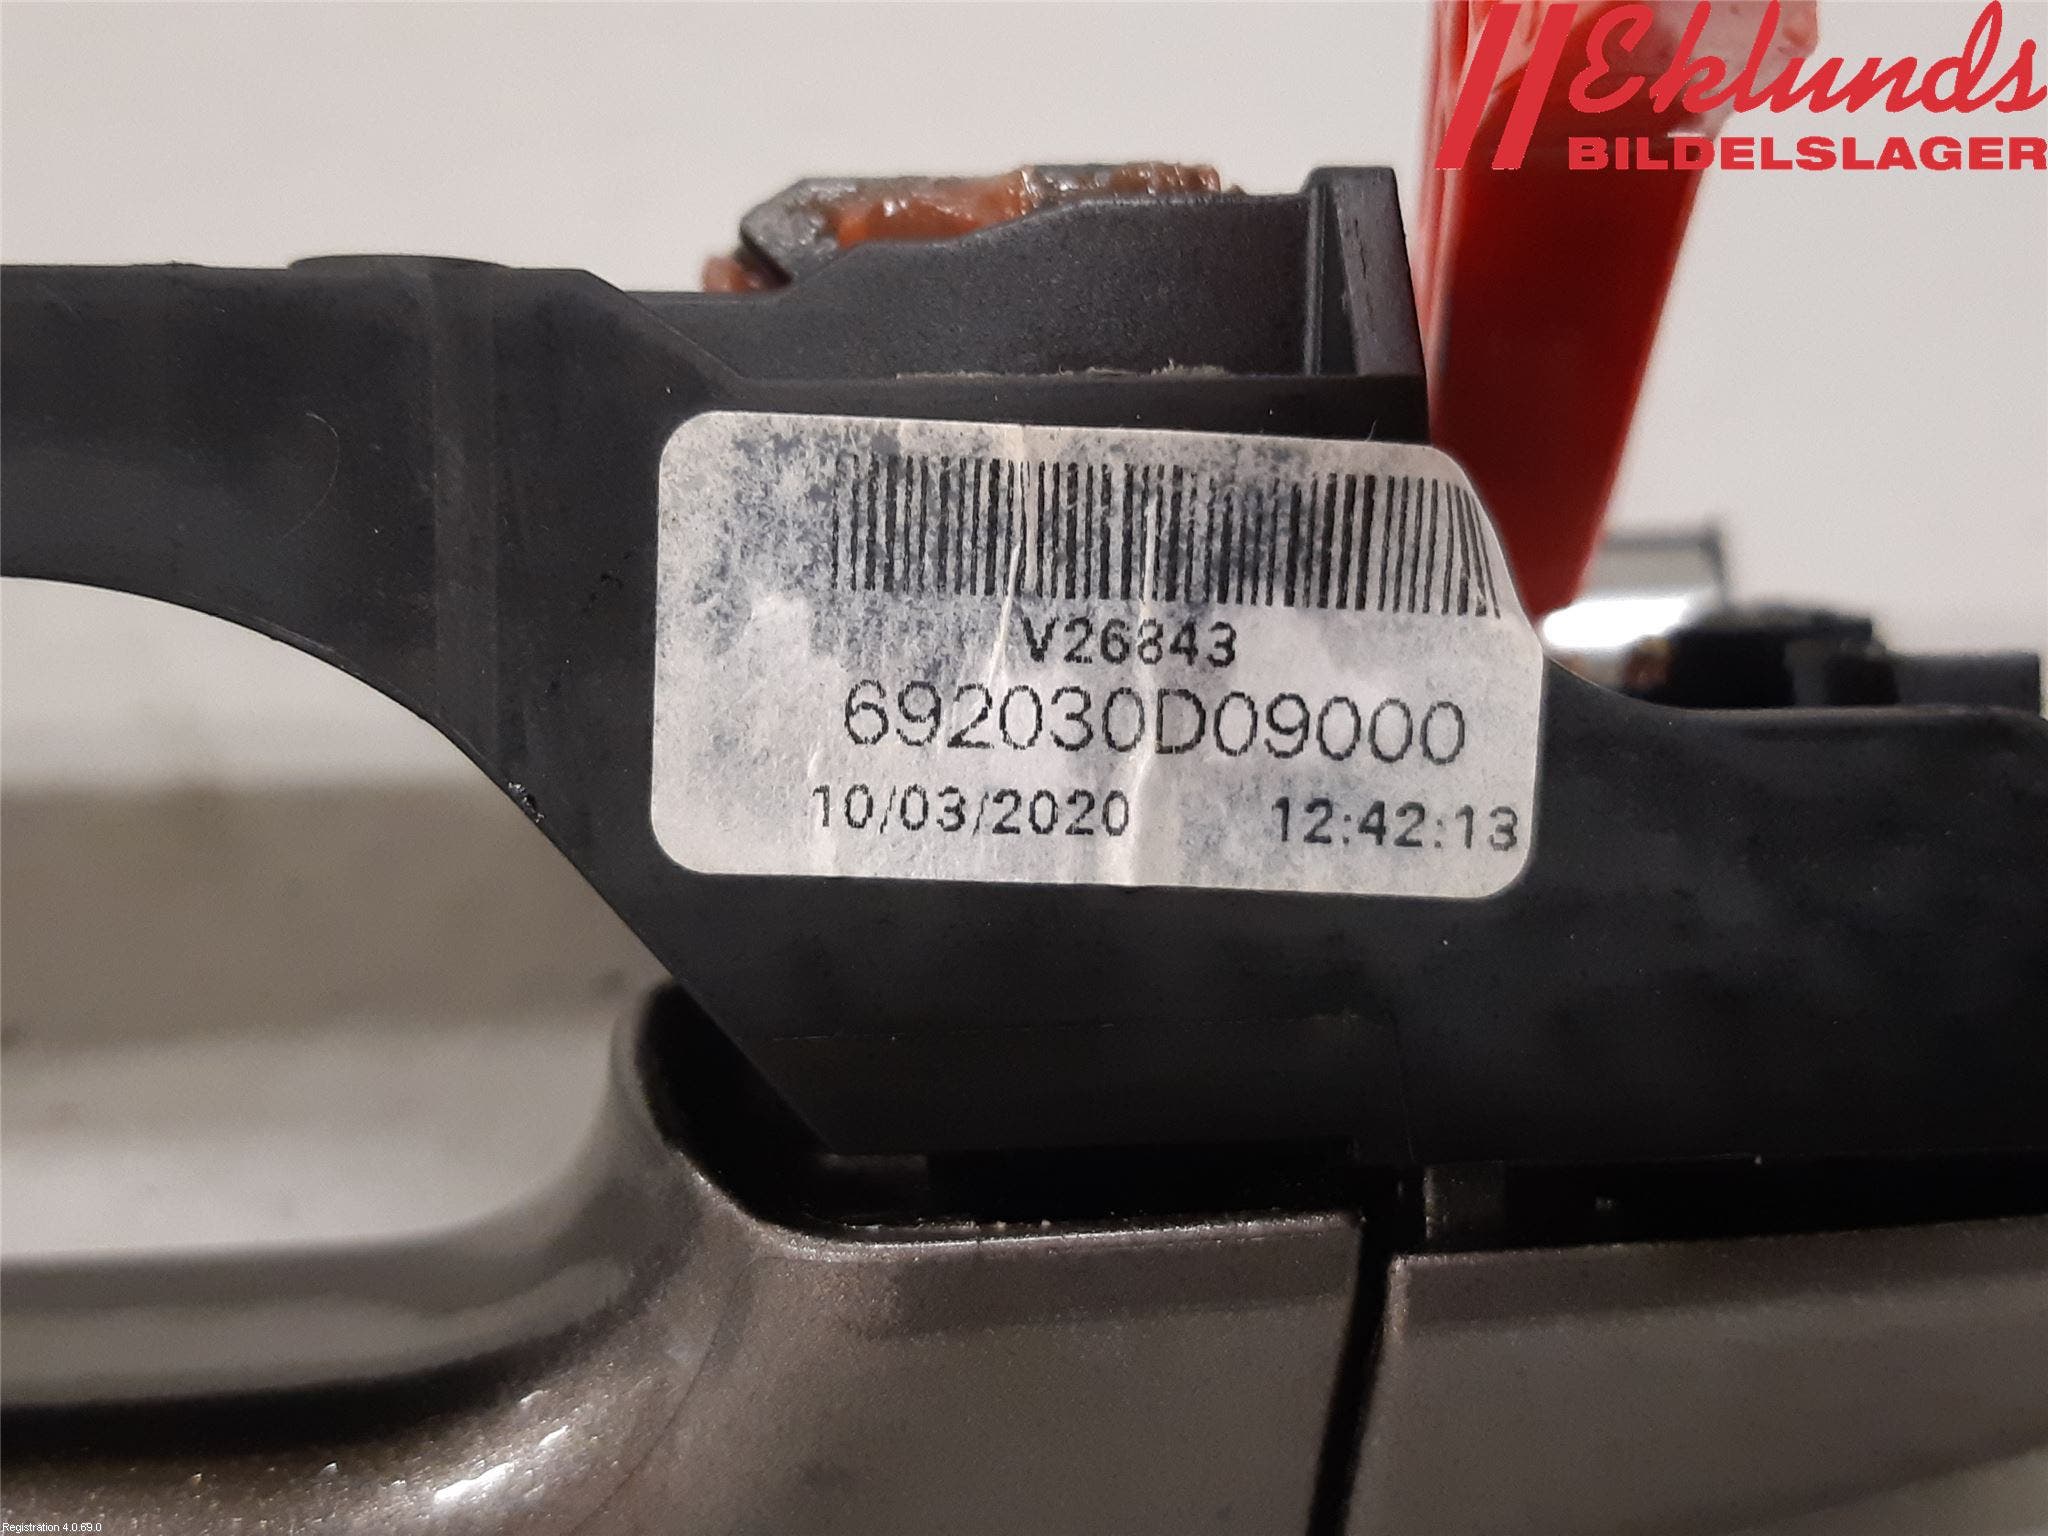 Eklunds
BILDELSLAGER
V26843
692030D09000
10/03/2020 12:42:13
Registration 4.0.69.0